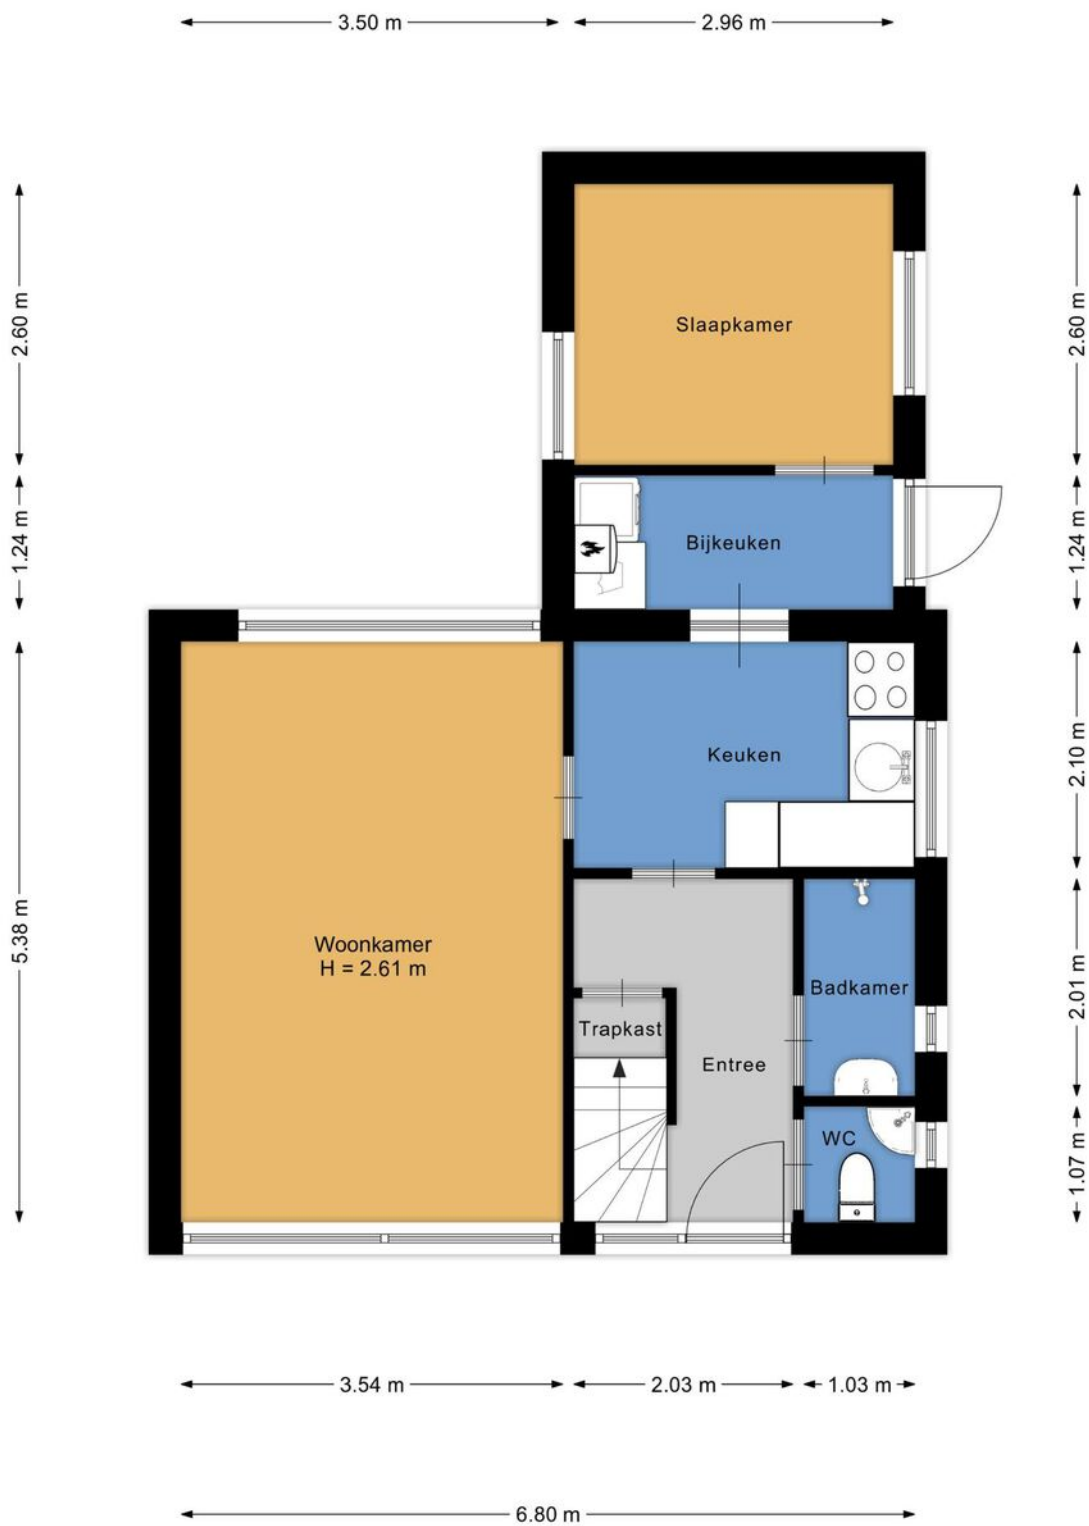 3.50 m
2.96 m
2.60 m
2.60 m
Slaapkamer
1.24 m
1.24 m
Bijkeuken
2.10 m
Keuken
5.38 m
Woonkamer
H = 2.61 m
2.01 m
Badkamer
Trapkast
Entree
WC
1.07 m
3.54 m
2.03 m
1.03 m
6.80 m